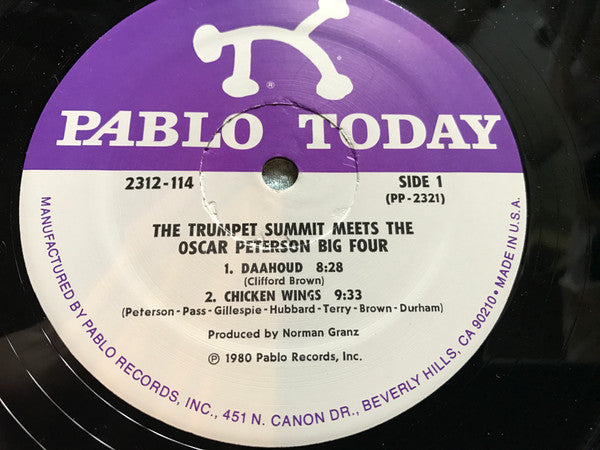 ®
PABLO TODAY
2312-114
SIDE 1
(PP-2321)
THE TRUMPET SUMMIT MEETS THE
OSCAR PETERSON BIG FOUR
1. DAAHOUD 8:28
(Clifford Brown)
2. CHICKEN WINGS 9:33
(Peterson-Pass-Gillespie-Hubbard-Terry-Brown-Durham)
Produced by Norman Granz
℗ 1980 Pablo Records, Inc.
MANUFACTURED BY PABLO RECORDS, INC., 451 N. CANON DR., BEVERLY HILLS, CA 90210 • MADE IN U.S.A.